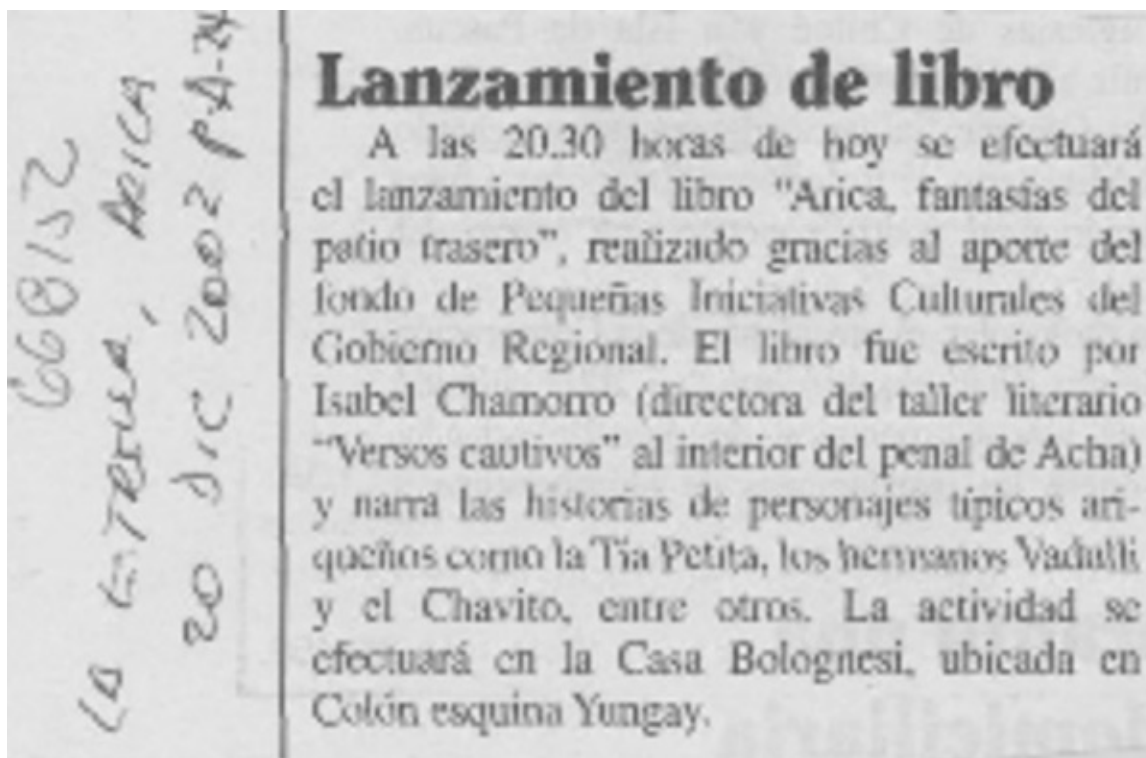 668152
LA ESTRELLA, ARICA
20 DIC 2002 PA-24
Lanzamiento de libro
A las 20.30 horas de hoy se efectuará
el lanzamiento del libro "Arica, fantasías del
patio trasero", realizado gracias al aporte del
fondo de Pequeñas Iniciativas Culturales del
Gobierno Regional. El libro fue escrito por
Isabel Chamorro (directora del taller literario
"Versos cautivos" al interior del penal de Acha)
y narra las historias de personajes típicos ari-
queños como la Tía Petita, los hermanos Vadulli
y el Chavito, entre otros. La actividad se
efectuará en la Casa Bolognesi, ubicada en
Colón esquina Yungay.